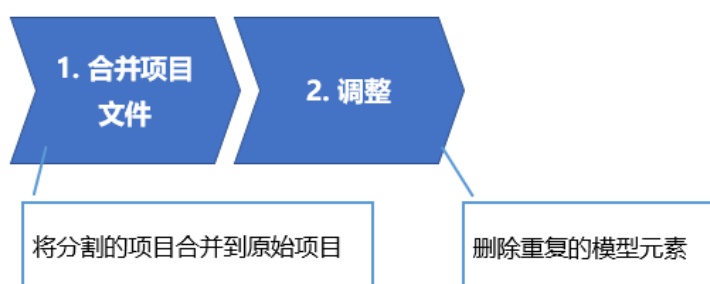 1. 合并项目
文件
2. 调整
将分割的项目合并到原始项目
删除重复的模型元素